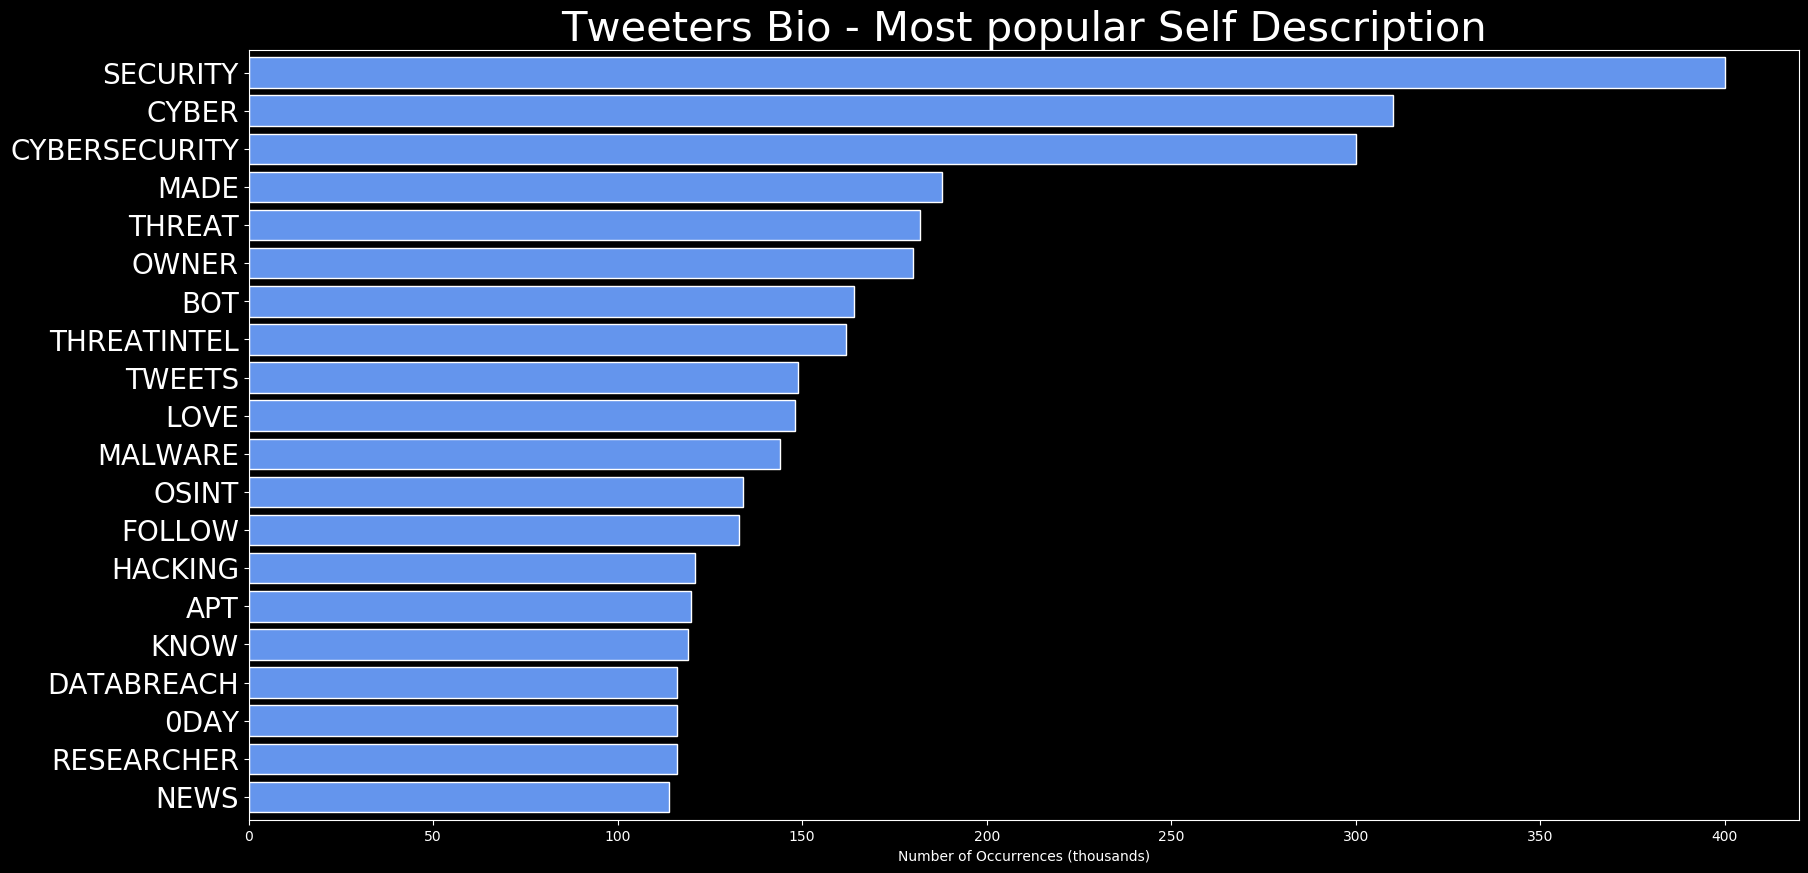 Tweeters Bio - Most popular Self Description
SECURITY
CYBER
CYBERSECURITY
MADE
THREAT
OWNER
BOT
THREATINTEL
TWEETS
LOVE
MALWARE
OSINT
FOLLOW
HACKING
APT
KNOW
DATABREACH
0DAY
RESEARCHER
NEWS
0 50 100 150 200 250 300 350 400
Number of Occurrences (thousands)